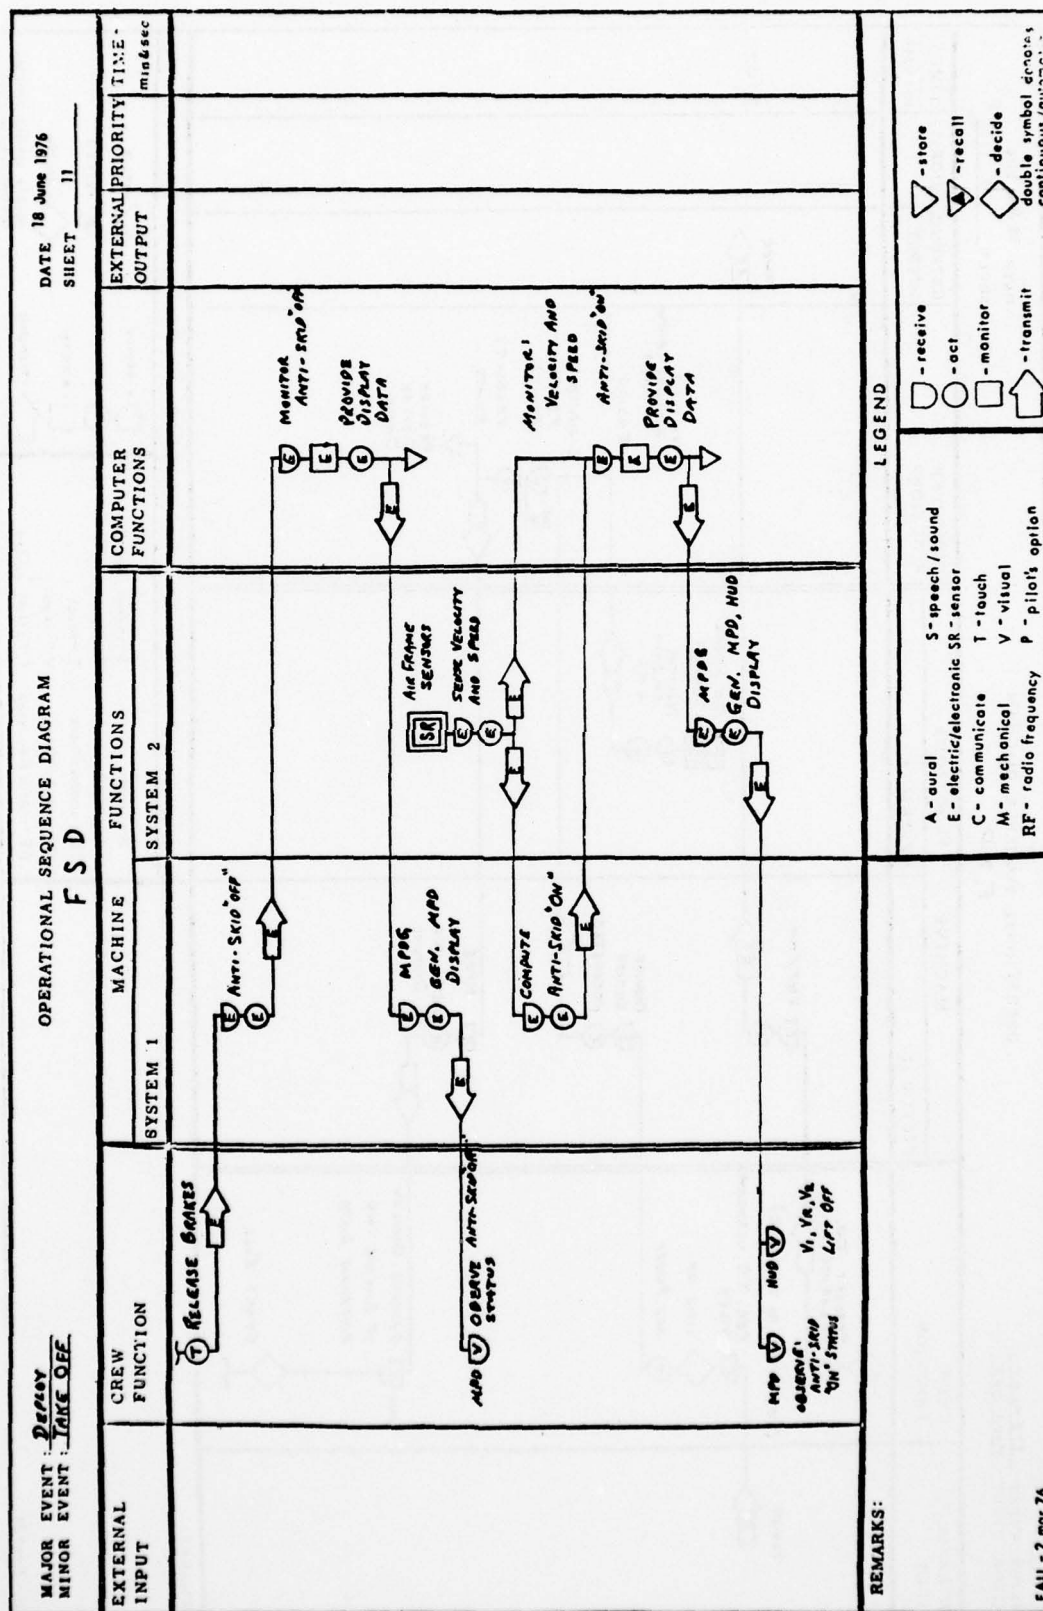 OPERATIONAL SEQUENCE DIAGRAM
F S D
MAJOR EVENT: DEPLOY
MINOR EVENT: TAKE OFF
DATE 18 June 1976
SHEET 11
EXTERNAL
INPUT
CREW
FUNCTION
MACHINE FUNCTIONS
SYSTEM 1
SYSTEM 2
COMPUTER
FUNCTIONS
EXTERNAL
OUTPUT
PRIORITY
TIME-
min&sec
T
RELEASE BRAKES
E
E
ANTI-SKID "OFF"
E
E
E
MONITOR
ANTI-SKID "OFF"
E
PROVIDE
DISPLAY
DATA
E
E
E
MPDG
E
GEN. MPD
DISPLAY
E
MPD
V
OBERVE ANTI-SKID "OFF"
STATUS
SR
AIR FRAME
SENSORS
E
SENSE VELOCITY
AND SPEED
E
E
E
E
COMPUTE
E
ANTI-SKID "ON"
E
MONITOR:
VELOCITY AND
SPEED
E
ANTI-SKID "ON"
E
E
PROVIDE
DISPLAY
DATA
E
E
MPDG
E
GEN. MPD, HUD
DISPLAY
E
MPD
V
OBSERVE:
ANTI-SKID
"ON" STATUS
HUD
V
V1, VR, V2
LIFT OFF
REMARKS:
LEGEND
A - aural
S - speech / sound
E - electric/electronic
SR - sensor
C - communicate
T - touch
M - mechanical
V - visual
RF - radio frequency
P - pilot's option
- receive
- store
- act
- recall
- monitor
- decide
- transmit
double symbol denotes